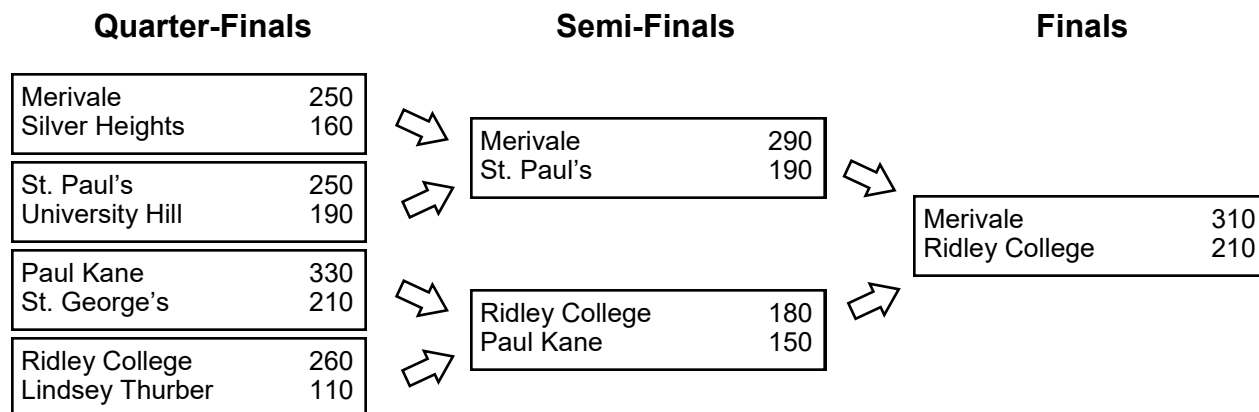 Quarter-Finals
Merivale 250
Silver Heights 160
St. Paul’s 250
University Hill 190
Paul Kane 330
St. George’s 210
Ridley College 260
Lindsey Thurber 110
Semi-Finals
Merivale 290
St. Paul’s 190
Ridley College 180
Paul Kane 150
Finals
Merivale 310
Ridley College 210